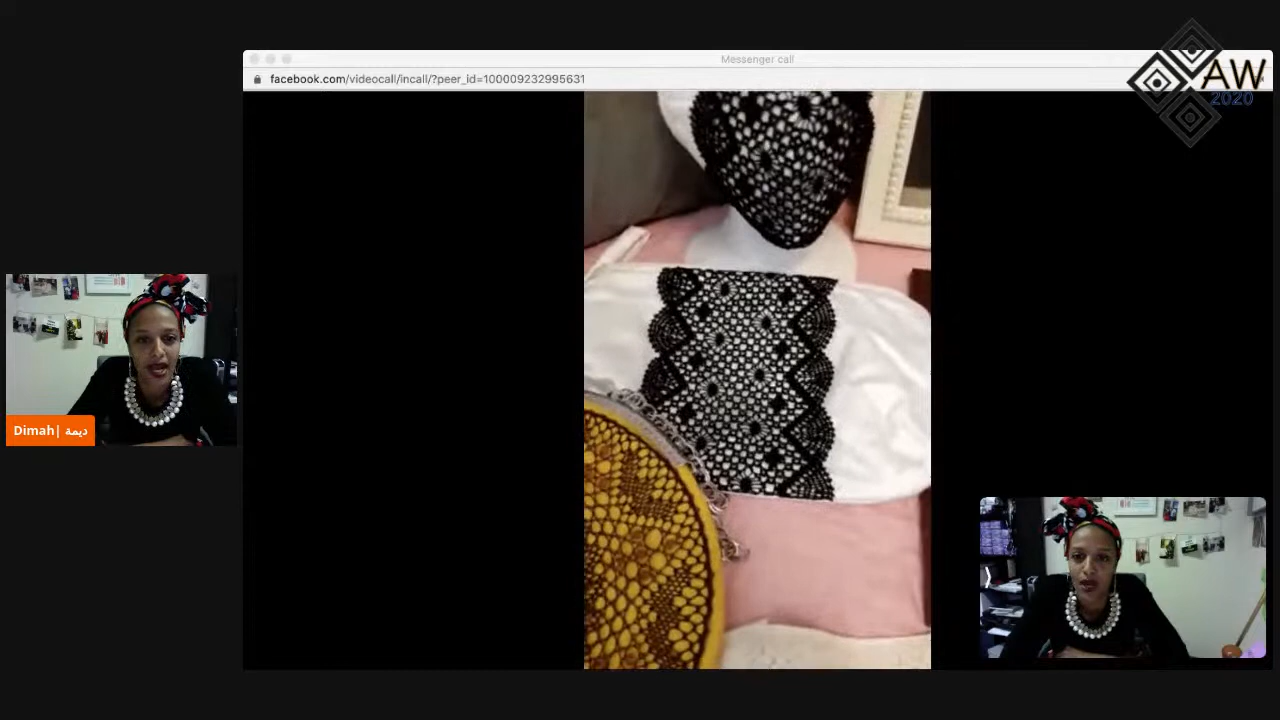 Messenger call
facebook.com/videocall/incall/?peer_id=100009232995631
AW
2020
Dimah| ديمة